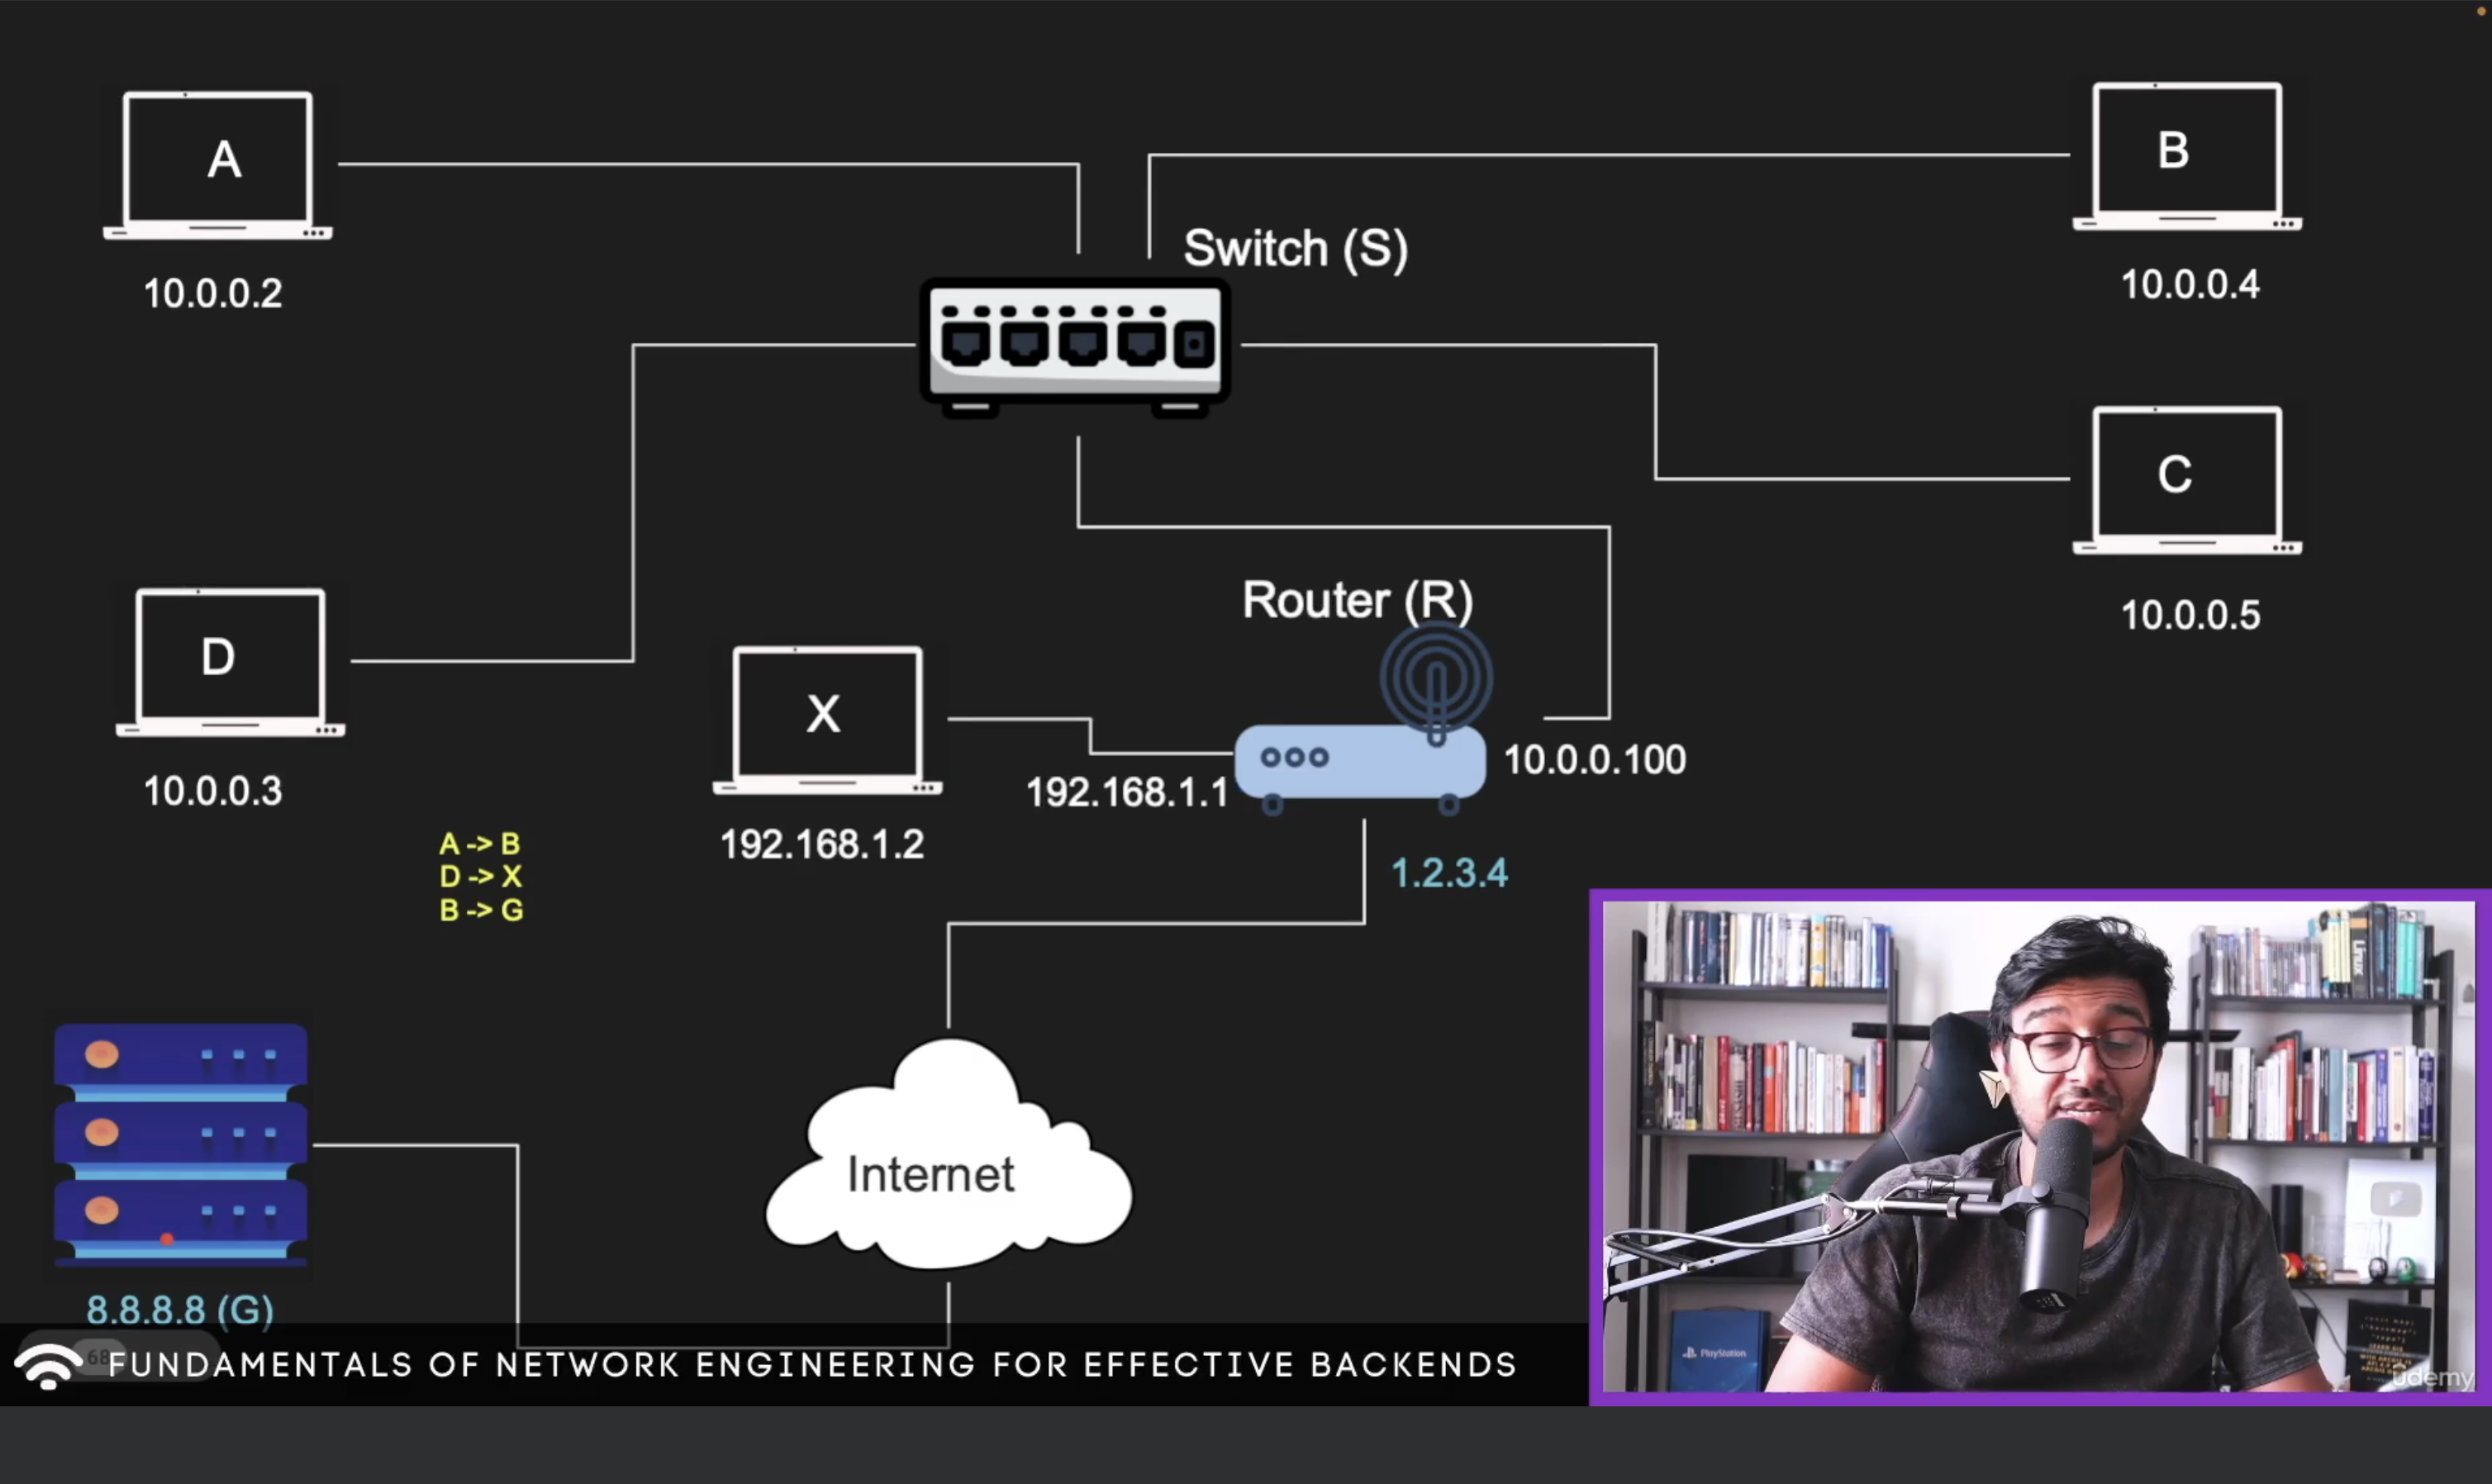 A
B
Switch (S)
10.0.0.2
10.0.0.4
C
Router (R)
10.0.0.5
D
X
10.0.0.100
10.0.0.3
192.168.1.1
192.168.1.2
A -> B
D -> X
B -> G
1.2.3.4
Internet
8.8.8.8 (G)
68
FUNDAMENTALS OF NETWORK ENGINEERING FOR EFFECTIVE BACKENDS
Linux
PlayStation
udemy